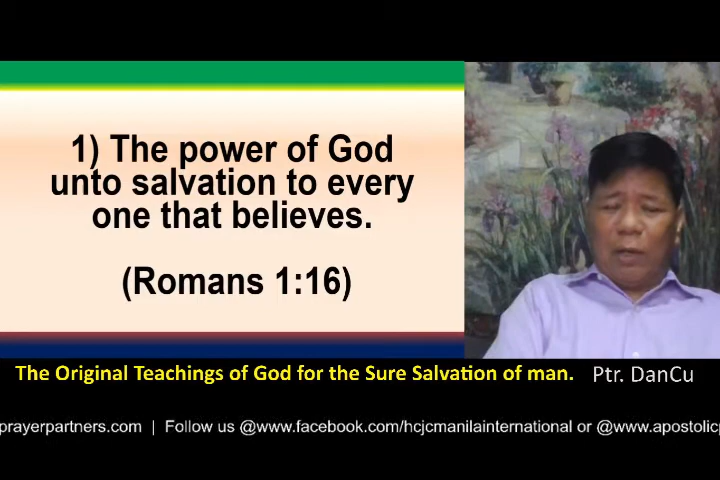 1) The power of God
unto salvation to every
one that believes.
(Romans 1:16)
The Original Teachings of God for the Sure Salvation of man.
Ptr. DanCu
prayerpartners.com | Follow us @www.facebook.com/hcjcmanilainternational or @www.apostolicp